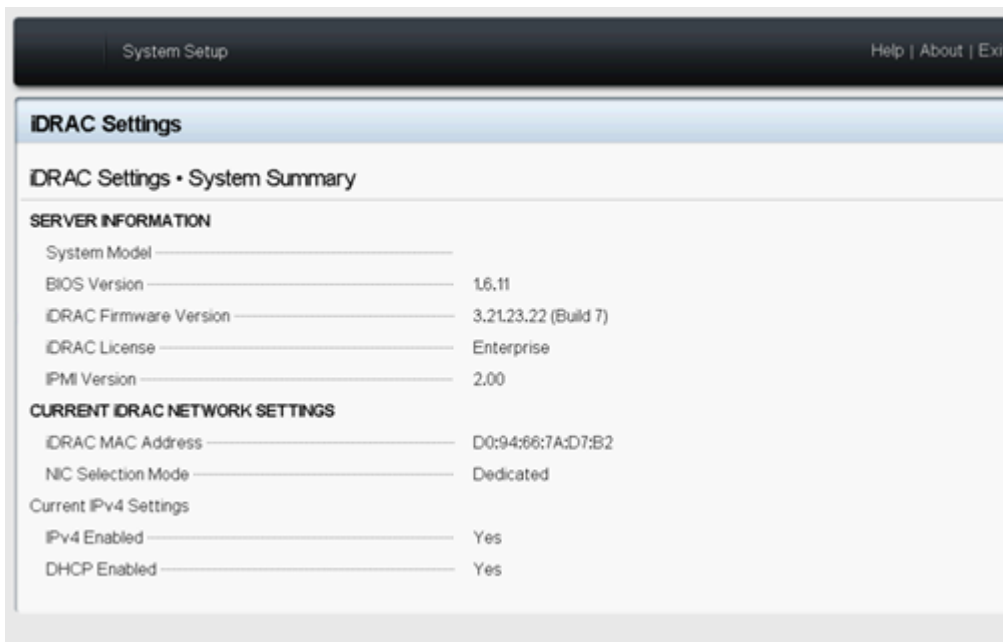 System Setup
Help | About | Exi
iDRAC Settings
iDRAC Settings • System Summary
SERVER INFORMATION
System Model
BIOS Version 1.6.11
iDRAC Firmware Version 3.21.23.22 (Build 7)
iDRAC License Enterprise
IPMI Version 2.00
CURRENT iDRAC NETWORK SETTINGS
iDRAC MAC Address D0:94:66:7A:D7:B2
NIC Selection Mode Dedicated
Current IPv4 Settings
IPv4 Enabled Yes
DHCP Enabled Yes